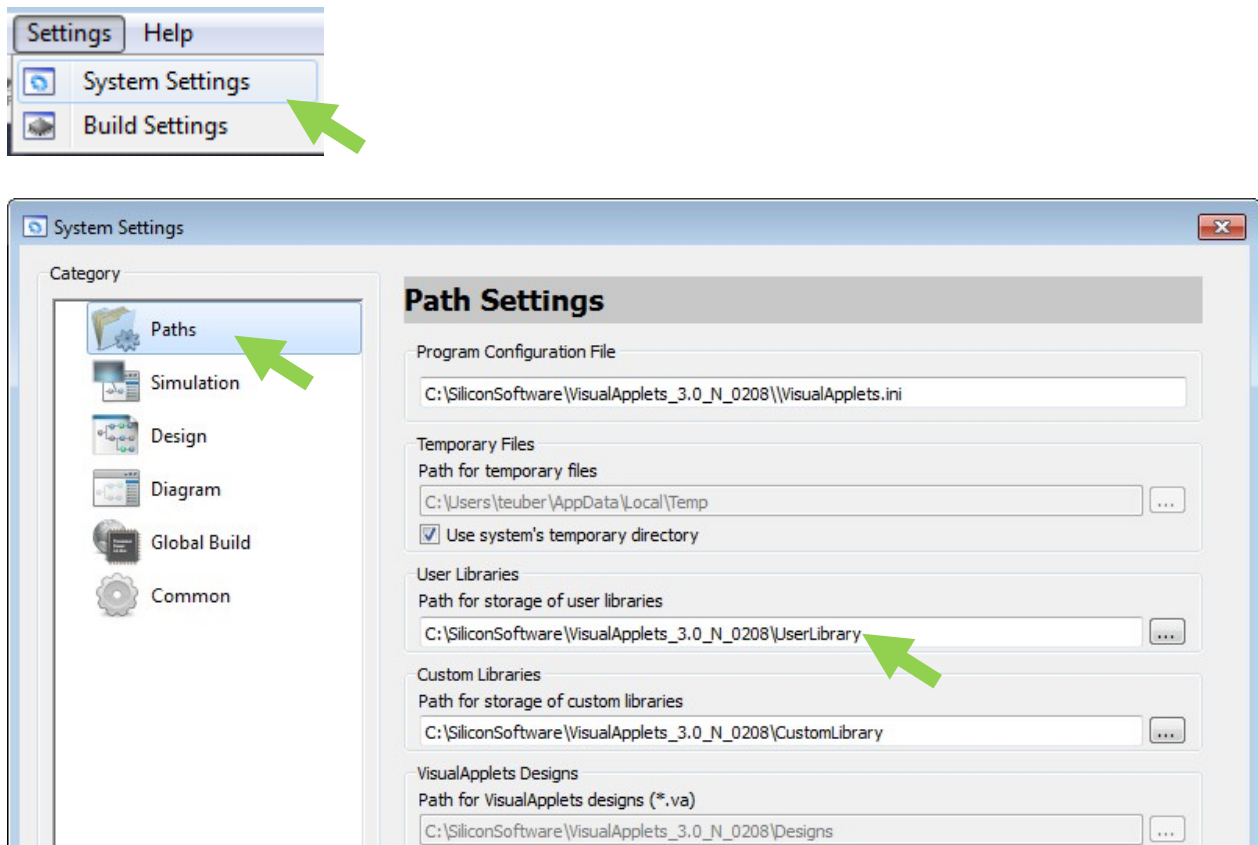 Settings Help
System Settings
Build Settings
System Settings
Category
Paths
Simulation
Design
Diagram
Global Build
Common
Path Settings
Program Configuration File
C:\SiliconSoftware\VisualApplets_3.0_N_0208\\VisualApplets.ini
Temporary Files
Path for temporary files
C:\Users\teuber\AppData\Local\Temp
...
Use system's temporary directory
User Libraries
Path for storage of user libraries
C:\SiliconSoftware\VisualApplets_3.0_N_0208\UserLibrary
...
Custom Libraries
Path for storage of custom libraries
C:\SiliconSoftware\VisualApplets_3.0_N_0208\CustomLibrary
...
VisualApplets Designs
Path for VisualApplets designs (*.va)
C:\SiliconSoftware\VisualApplets_3.0_N_0208\Designs
...